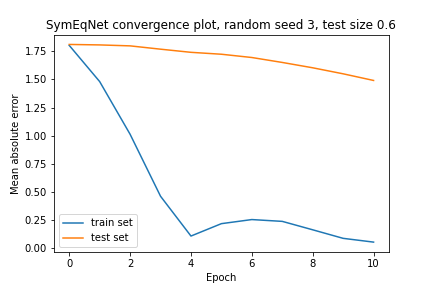 SymEqNet convergence plot, random seed 3, test size 0.6
Mean absolute error
1.75
1.50
1.25
1.00
0.75
0.50
0.25
0.00
train set
test set
0 2 4 6 8 10
Epoch